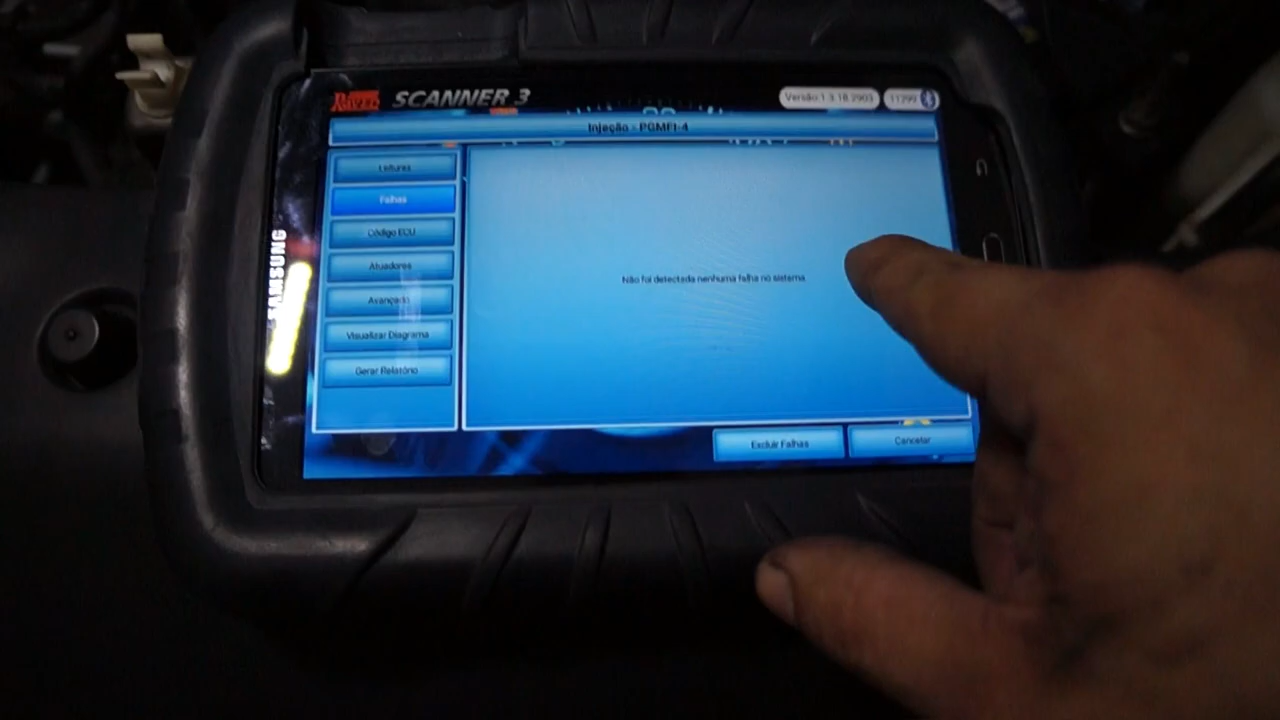 SCANNER 3
Versão:1.3.18.2903
11299
Injeção - PGMFI-4
Leituras
Falhas
Código ECU
Atuadores
Avançado
Visualizar Diagrama
Gerar Relatório
Não foi detectada nenhuma falha no sistema.
Excluir Falhas
Cancelar
SAMSUNG